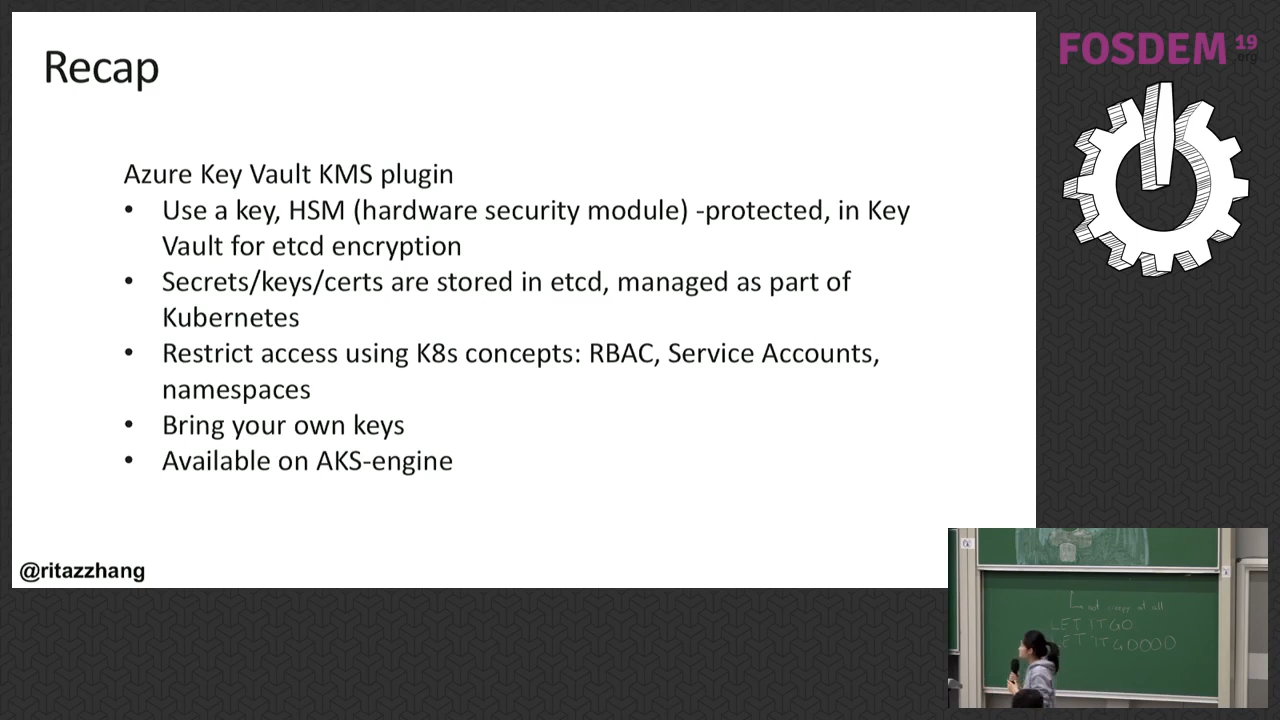 Recap
Azure Key Vault KMS plugin
• Use a key, HSM (hardware security module) -protected, in Key
Vault for etcd encryption
• Secrets/keys/certs are stored in etcd, managed as part of
Kubernetes
• Restrict access using K8s concepts: RBAC, Service Accounts,
namespaces
• Bring your own keys
• Available on AKS-engine
@ritazzhang
FOSDEM 19
.org
at all
LET IT GO
LET IT GOOOO